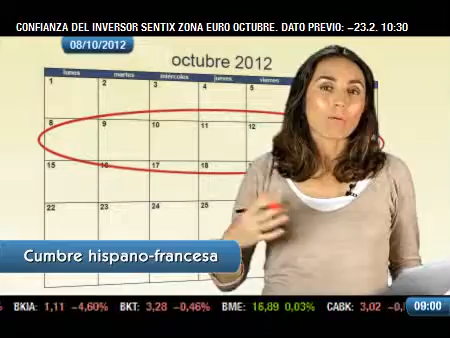 CONFIANZA DEL INVERSOR SENTIX ZONA EURO OCTUBRE. DATO PREVIO: −23.2. 10:30
08/10/2012
octubre 2012
lunes martes miércoles jueves viernes
1 2 3 4 5
8 9 10 11 12
15 16 17 18
22 23 24 25
Cumbre hispano-francesa
% BKIA: 1,11 −4,60% BKT: 3,28 −0,46% BME: 16,89 0,03% CABK: 3,02
09:00